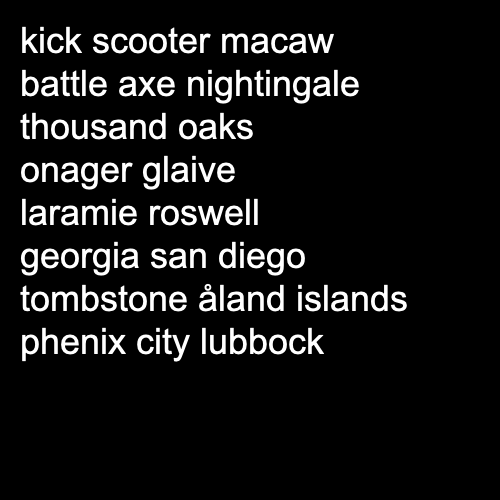 kick scooter macaw
battle axe nightingale
thousand oaks
onager glaive
laramie roswell
georgia san diego
tombstone åland islands
phenix city lubbock